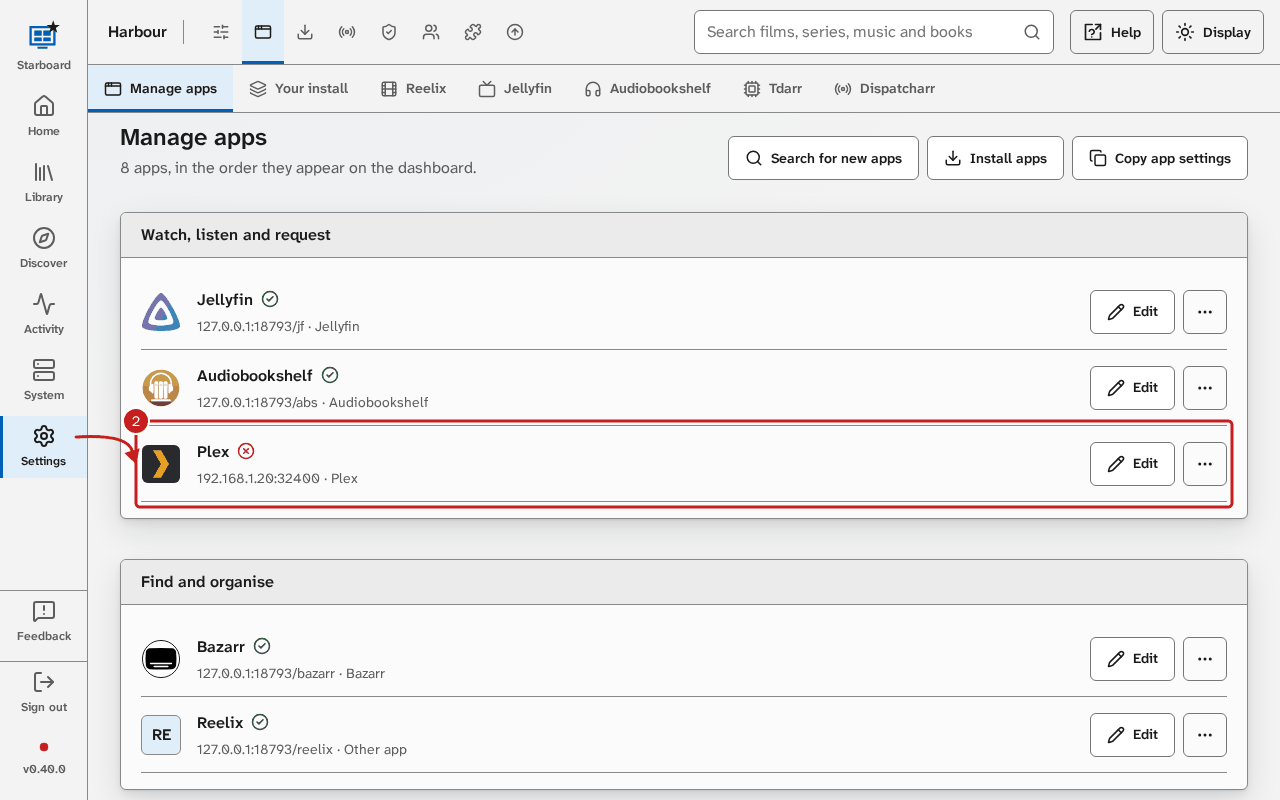 Starboard
Home
Library
Discover
Activity
System
Settings
Feedback
Sign out
v0.40.0
Harbour
Search films, series, music and books
Help
Display
Manage apps
Your install
Reelix
Jellyfin
Audiobookshelf
Tdarr
Dispatcharr
Manage apps
8 apps, in the order they appear on the dashboard.
Search for new apps
Install apps
Copy app settings
Watch, listen and request
Jellyfin
127.0.0.1:18793/jf · Jellyfin
Edit
Audiobookshelf
127.0.0.1:18793/abs · Audiobookshelf
Edit
2
Plex
192.168.1.20:32400 · Plex
Edit
Find and organise
Bazarr
127.0.0.1:18793/bazarr · Bazarr
Edit
RE
Reelix
127.0.0.1:18793/reelix · Other app
Edit